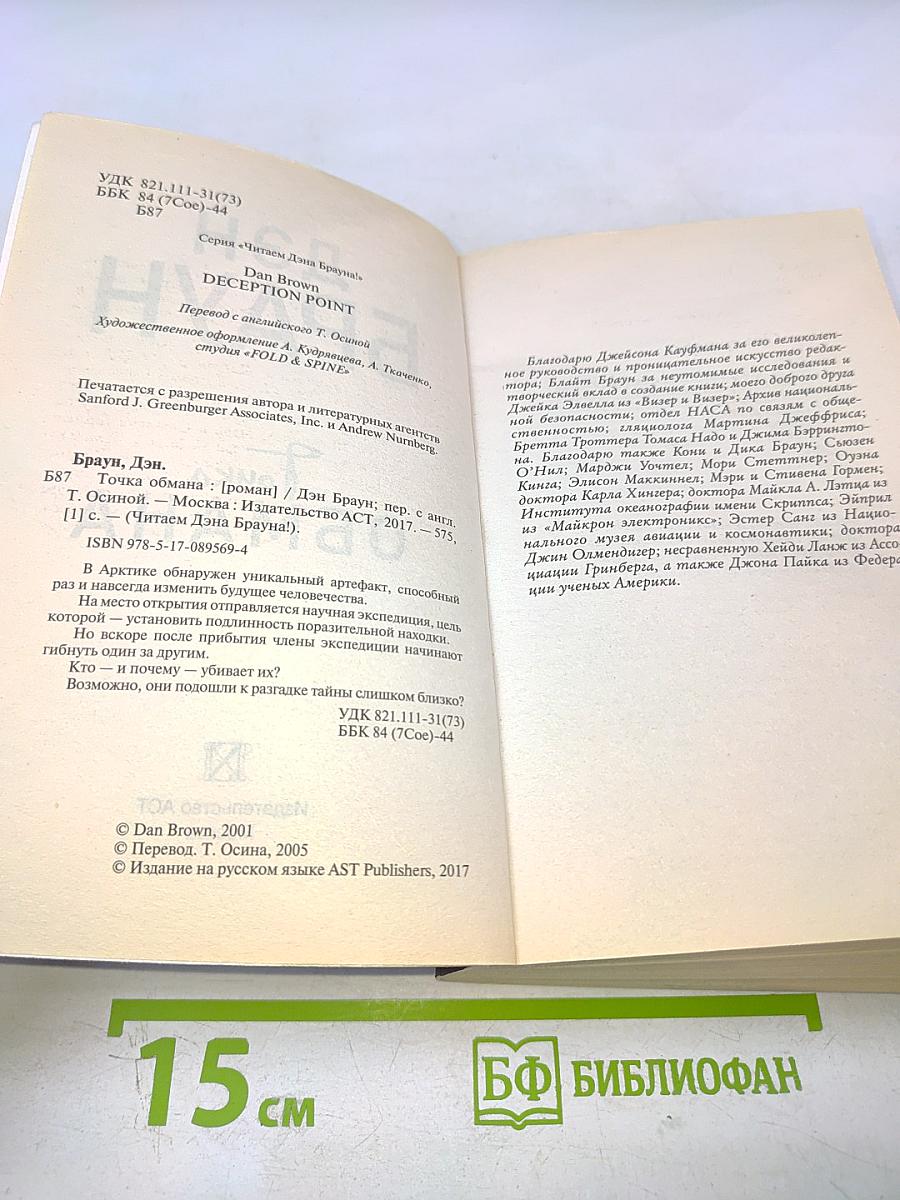 УДК 821.111-31(73)
ББК 84 (7Сое)-44
Б87
Серия «Читаем Дэна Брауна!»
Dan Brown
DECEPTION POINT
Перевод с английского Т. Осиной
Художественное оформление А. Кудрявцева, А. Ткаченко,
студия «FOLD & SPINE»
Печатается с разрешения автора и литературных агентств
Sanford J. Greenburger Associates, Inc. и Andrew Nurnberg.
Браун, Дэн.
Б87 Точка обмана : [роман] / Дэн Браун; пер. с англ.
Т. Осиной. — Москва : Издательство АСТ, 2017. — 575,
[1] с. — (Читаем Дэна Брауна!).
ISBN 978-5-17-089569-4
В Арктике обнаружен уникальный артефакт, способный
раз и навсегда изменить будущее человечества.
На место открытия отправляется научная экспедиция, цель
которой — установить подлинность поразительной находки.
Но вскоре после прибытия члены экспедиции начинают
гибнуть один за другим.
Кто — и почему — убивает их?
Возможно, они подошли к разгадке тайны слишком близко?
УДК 821.111-31(73)
ББК 84 (7Сое)-44
© Dan Brown, 2001
© Перевод. Т. Осина, 2005
© Издание на русском языке AST Publishers, 2017
Благодарю Джейсона Кауфмана за его великолеп-
ное руководство и проницательное искусство редак-
тора; Блайт Браун за неутомимые исследования и
творческий вклад в создание книги; моего доброго друга
Джейка Элвелла из «Визер и Визер»; Архив националь-
ной безопасности; отдел НАСА по связям с обще-
ственностью; гляциолога Мартина Джеффриса;
Бретта Троттера Томаса Надо и Джима Бэррингто-
на. Благодарю также Кони и Дика Браун; Сьюзен
О'Нил; Марджи Уочтел; Мори Стеттнер; Оуэна
Кинга; Элисон Маккиннел; Мэри и Стивена Гормен;
доктора Карла Хингера; доктора Майкла А. Лэтца из
Института океанографии имени Скриппса; Эйприл
из «Майкрон электроникс»; Эстер Санг из Нацио-
нального музея авиации и космонавтики; доктора
Джин Олмендигер; несравненную Хейди Ланж из Ассо-
циации Гринберга, а также Джона Пайка из Федера
ции ученых Америки.
15 см
БФ БИБЛИОФАН